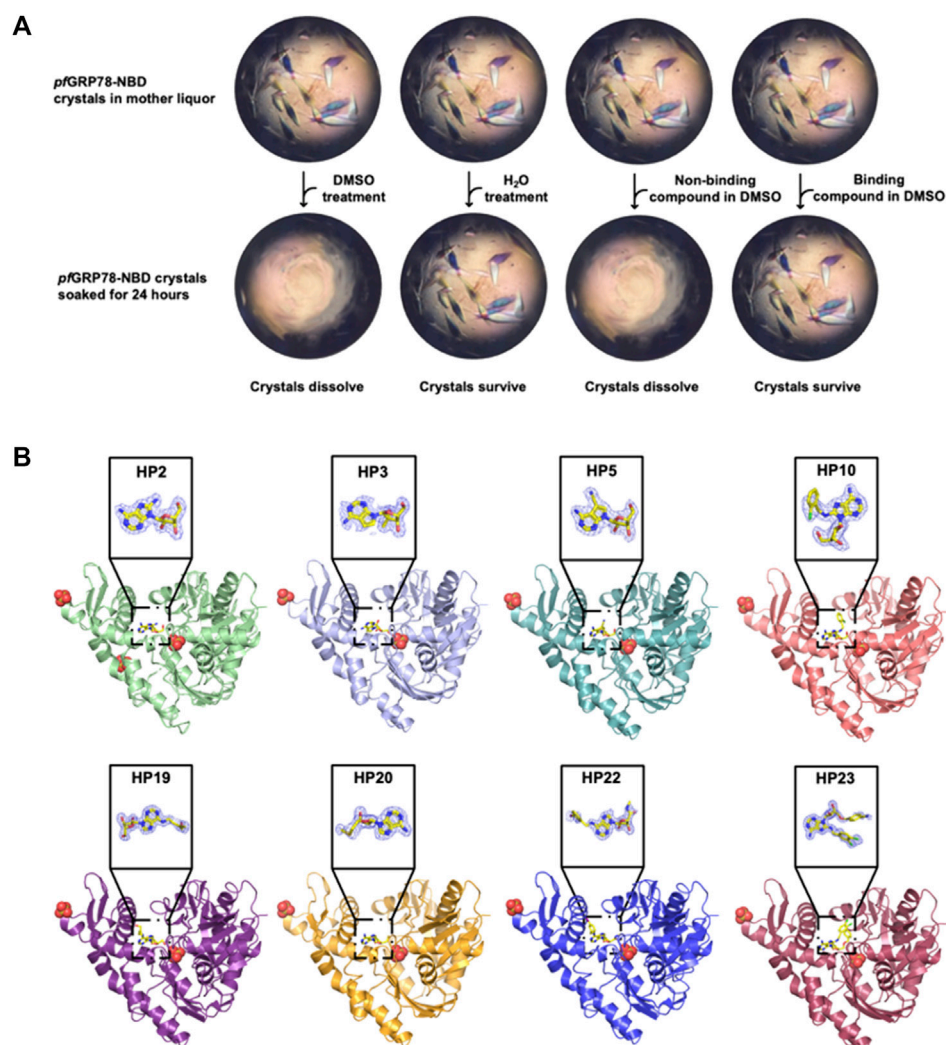 A
pfGRP78-NBD
crystals in mother liquor
DMSO
treatment
H₂O
treatment
Non-binding
compound in DMSO
Binding
compound in DMSO
pfGRP78-NBD crystals
soaked for 24 hours
Crystals dissolve
Crystals survive
Crystals dissolve
Crystals survive
B
HP2
HP3
HP5
HP10
HP19
HP20
HP22
HP23